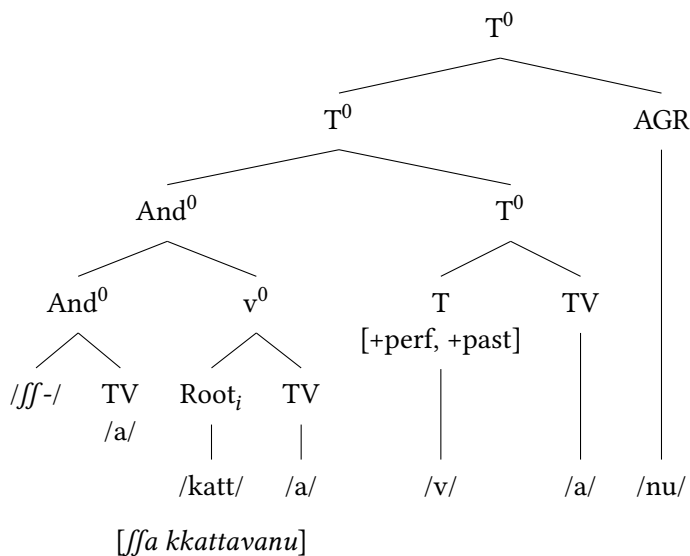 T⁰
T⁰ AGR
And⁰ T⁰
And⁰ v⁰ T TV
[+perf, +past]
/ʃʃ -/ TV Rootᵢ TV
/a/
/katt/ /a/ /v/ /a/ /nu/
[ʃʃa kkattavanu]